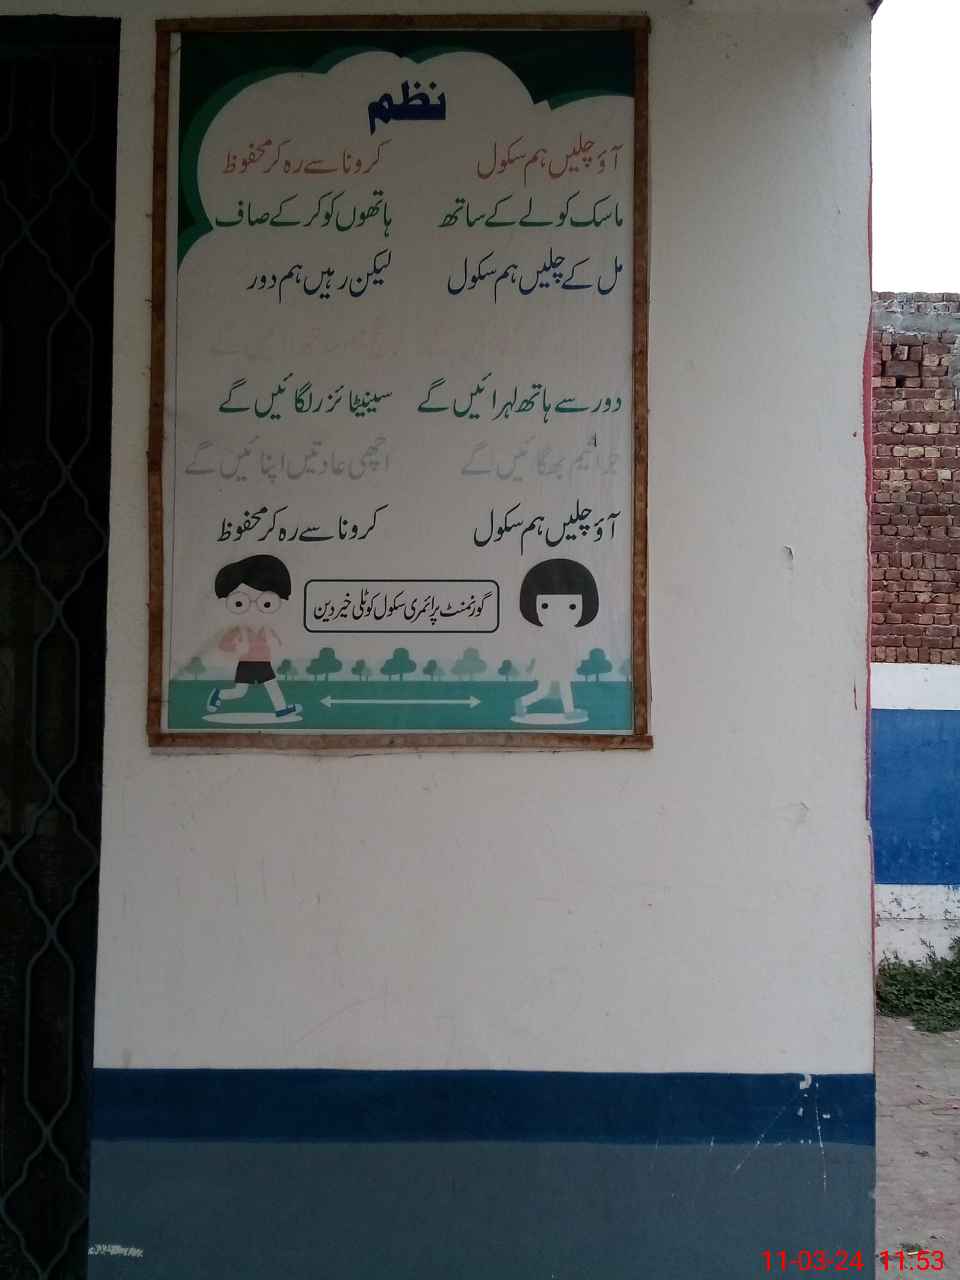 نظم
آؤ چلیں ہم سکول کرونا سے رہ کر محفوظ
ماسک کو لے کے ساتھ ہاتھوں کو کر کے صاف
مل کے چلیں ہم سکول لیکن رہیں ہم دور
دور سے ہاتھ لہرائیں گے سینیٹائزر لگائیں گے
جراثیم بھگائیں گے اچھی عادتیں اپنائیں گے
آؤ چلیں ہم سکول کرونا سے رہ کر محفوظ
گورنمنٹ پرائمری سکول کوٹلی خیر دین
11-03-24 11:53